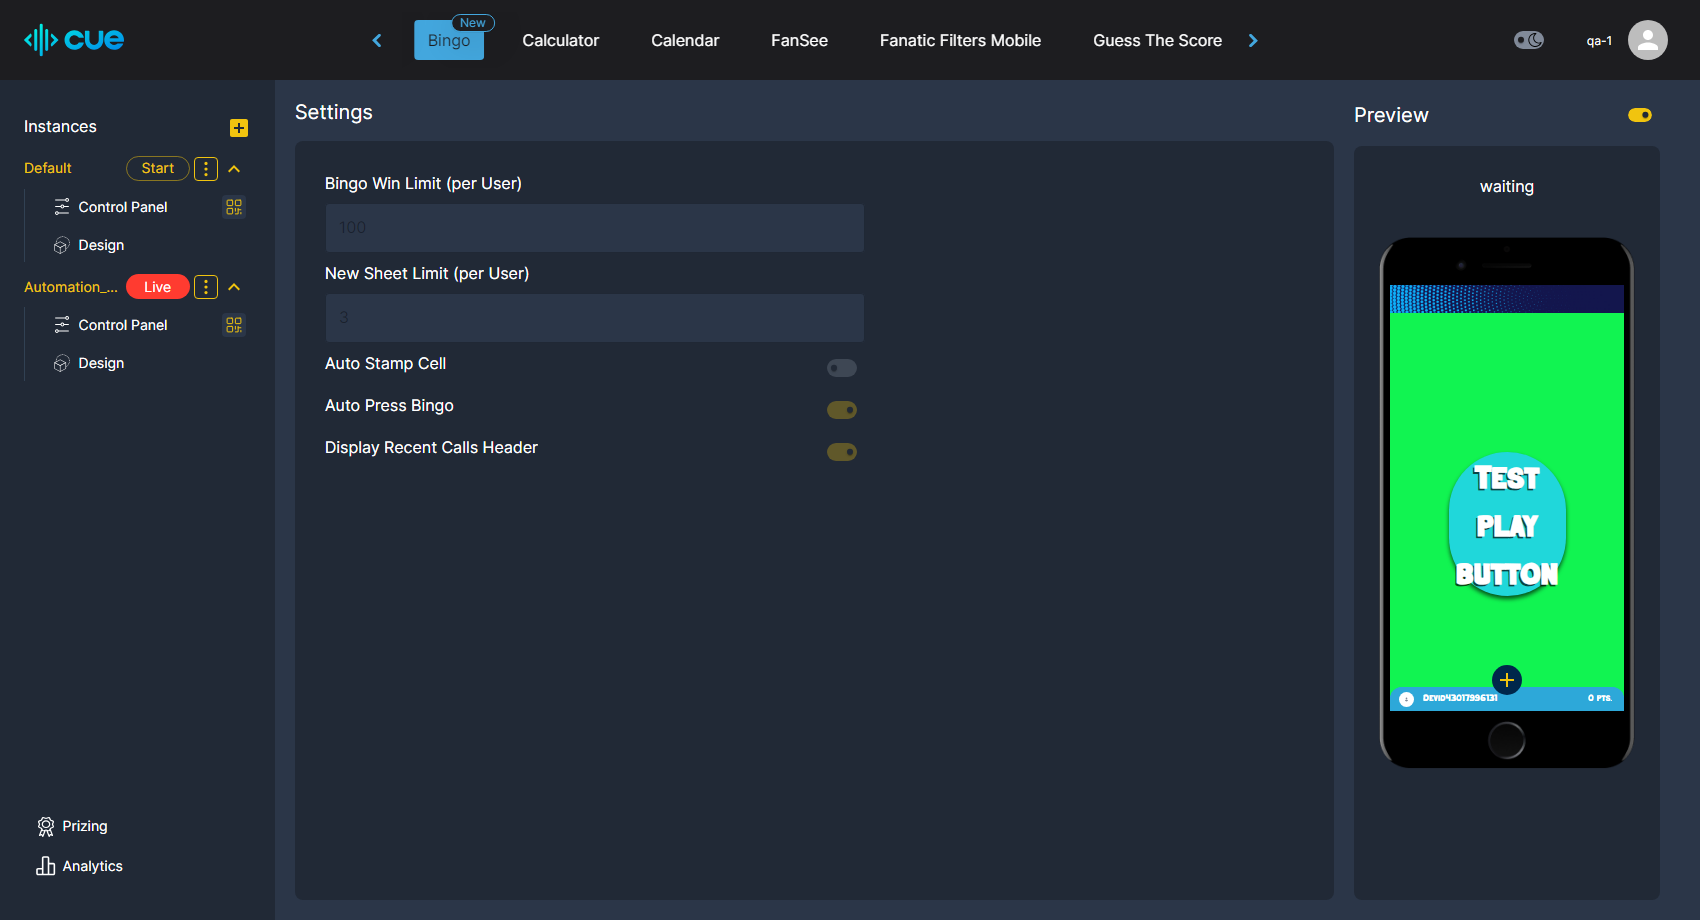 cue
New
Bingo
Calculator
Calendar
FanSee
Fanatic Filters Mobile
Guess The Score
qa-1
Instances
Default
Start
Control Panel
Design
Automation_...
Live
Control Panel
Design
Prizing
Analytics
Settings
Bingo Win Limit (per User)
100
New Sheet Limit (per User)
3
Auto Stamp Cell
Auto Press Bingo
Display Recent Calls Header
Preview
waiting
TEST
PLAY
BUTTON
1
DEVID43017996131
0 PTS.